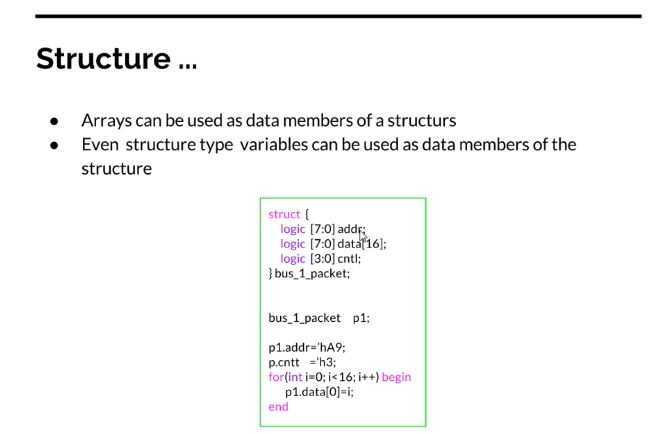 Structure ...
● Arrays can be used as data members of a structurs
● Even structure type variables can be used as data members of the
structure
struct {
logic [7:0] addr;
logic [7:0] data[16];
logic [3:0] cntl;
} bus_1_packet;
bus_1_packet p1;
p1.addr='hA9;
p.cntt ='h3;
for(int i=0; i<16; i++) begin
p1.data[0]=i;
end